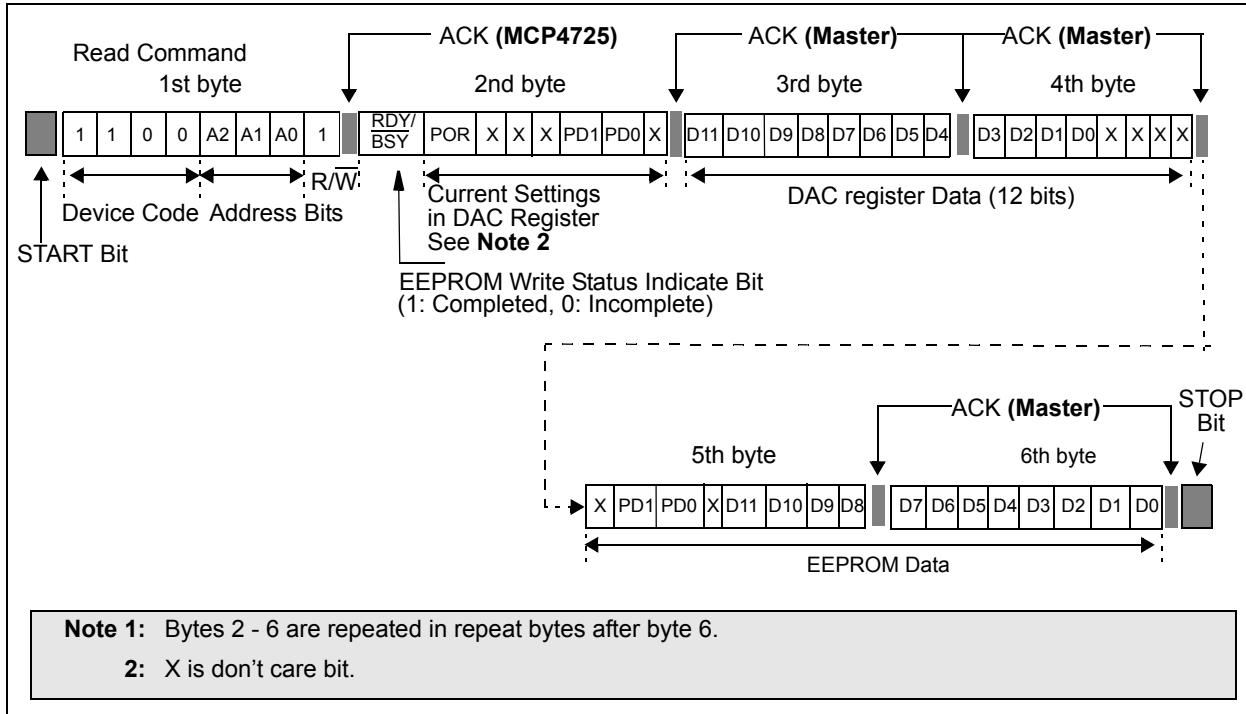 Read Command
1st byte
ACK (MCP4725)
2nd byte
ACK (Master)
3rd byte
ACK (Master)
4th byte
1 1 0 0 A2 A1 A0 1
RDY/BSY POR X X X PD1 PD0 X
D11 D10 D9 D8 D7 D6 D5 D4
D3 D2 D1 D0 X X X X
R/W
Device Code
Address Bits
START Bit
Current Settings
in DAC Register
See Note 2
DAC register Data (12 bits)
EEPROM Write Status Indicate Bit
(1: Completed, 0: Incomplete)
ACK (Master)
STOP
Bit
5th byte
6th byte
X PD1 PD0 X D11 D10 D9 D8
D7 D6 D5 D4 D3 D2 D1 D0
EEPROM Data
Note 1: Bytes 2 - 6 are repeated in repeat bytes after byte 6.
2: X is don't care bit.